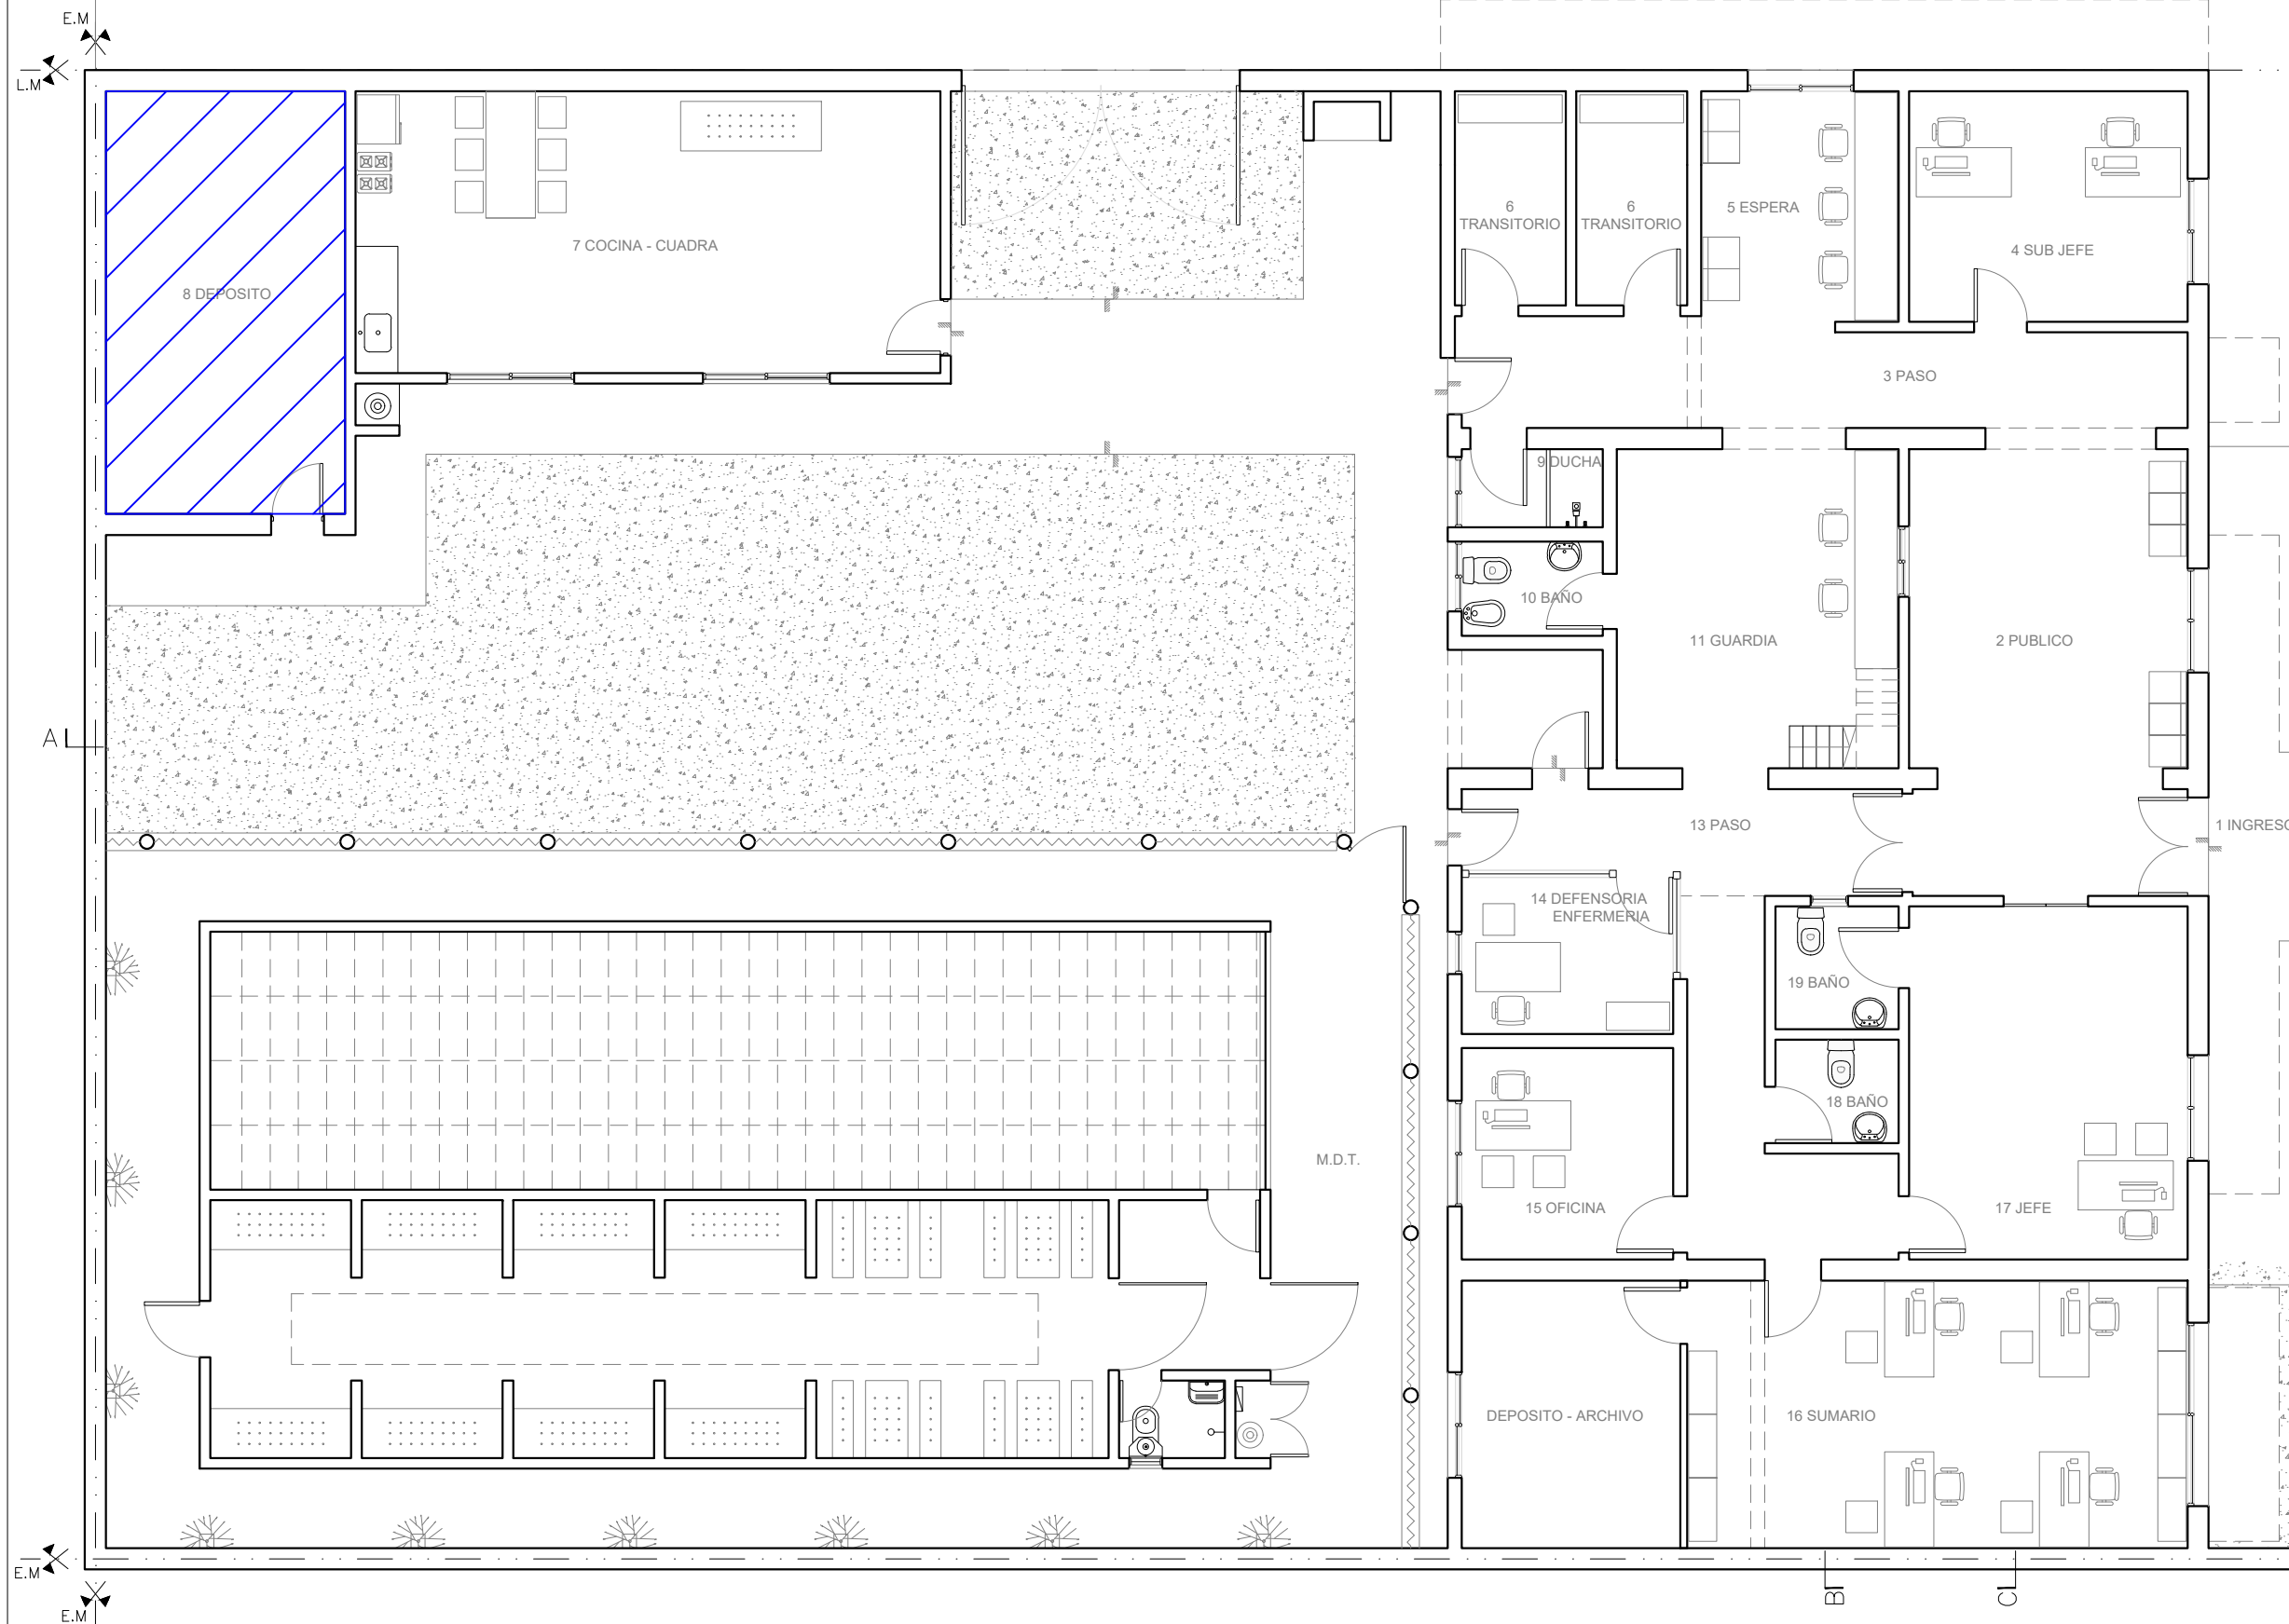 E.M
L.M
6
TRANSITORIO
6
TRANSITORIO
5 ESPERA
4 SUB JEFE
7 COCINA - CUADRA
8 DEPOSITO
3 PASO
9 DUCHA
10 BAÑO
11 GUARDIA
2 PUBLICO
A
13 PASO
1 INGRESO
14 DEFENSORIA
ENFERMERIA
19 BAÑO
18 BAÑO
M.D.T.
15 OFICINA
17 JEFE
DEPOSITO - ARCHIVO
16 SUMARIO
E.M
E.M
B
C